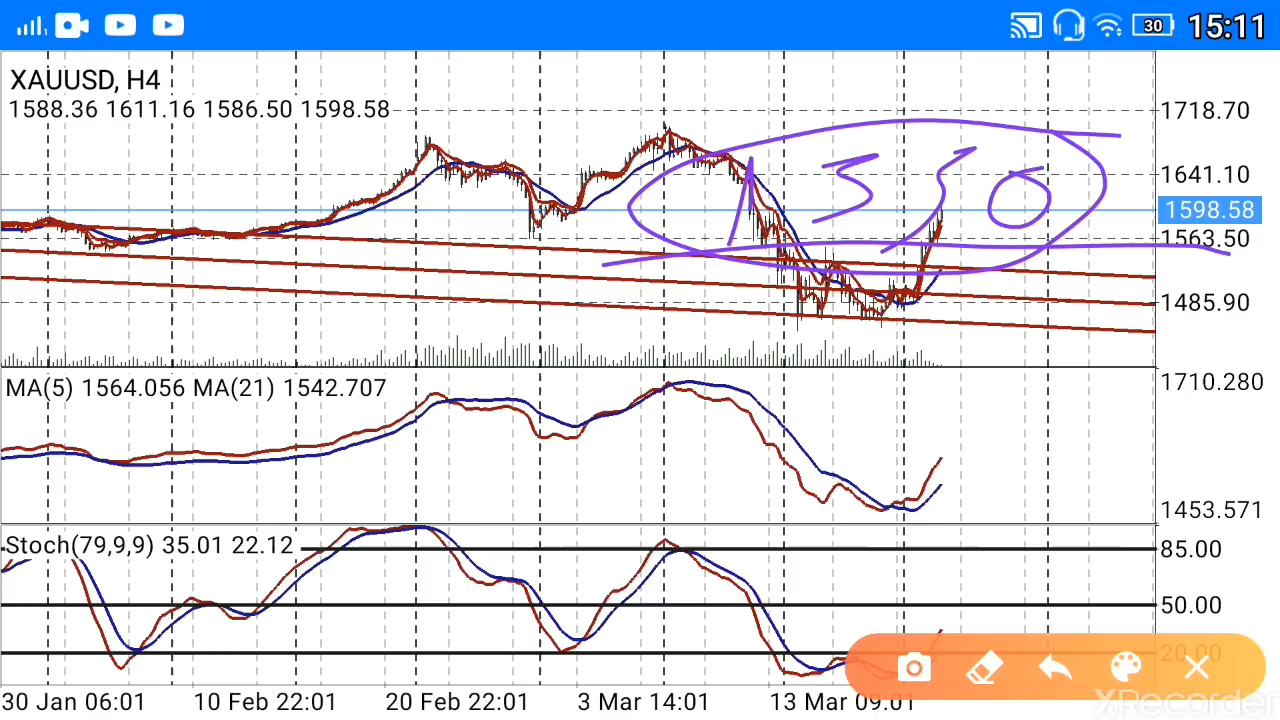 30 15:11
XAUUSD, H4
1588.36 1611.16 1586.50 1598.58
1718.70
1641.10
1598.58
1563.50
1485.90
1330
MA(5) 1564.056 MA(21) 1542.707
1710.280
1453.571
Stoch(79,9,9) 35.01 22.12
85.00
50.00
20.00
30 Jan 06:01 10 Feb 22:01 20 Feb 22:01 3 Mar 14:01 13 Mar 09:01
XRecorder